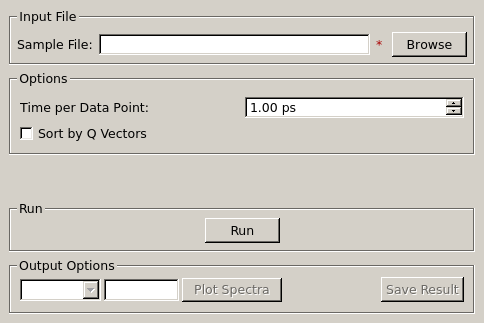 Input File
Sample File: * Browse
Options
Time per Data Point: 1.00 ps
Sort by Q Vectors
Run
Run
Output Options
Plot Spectra Save Result